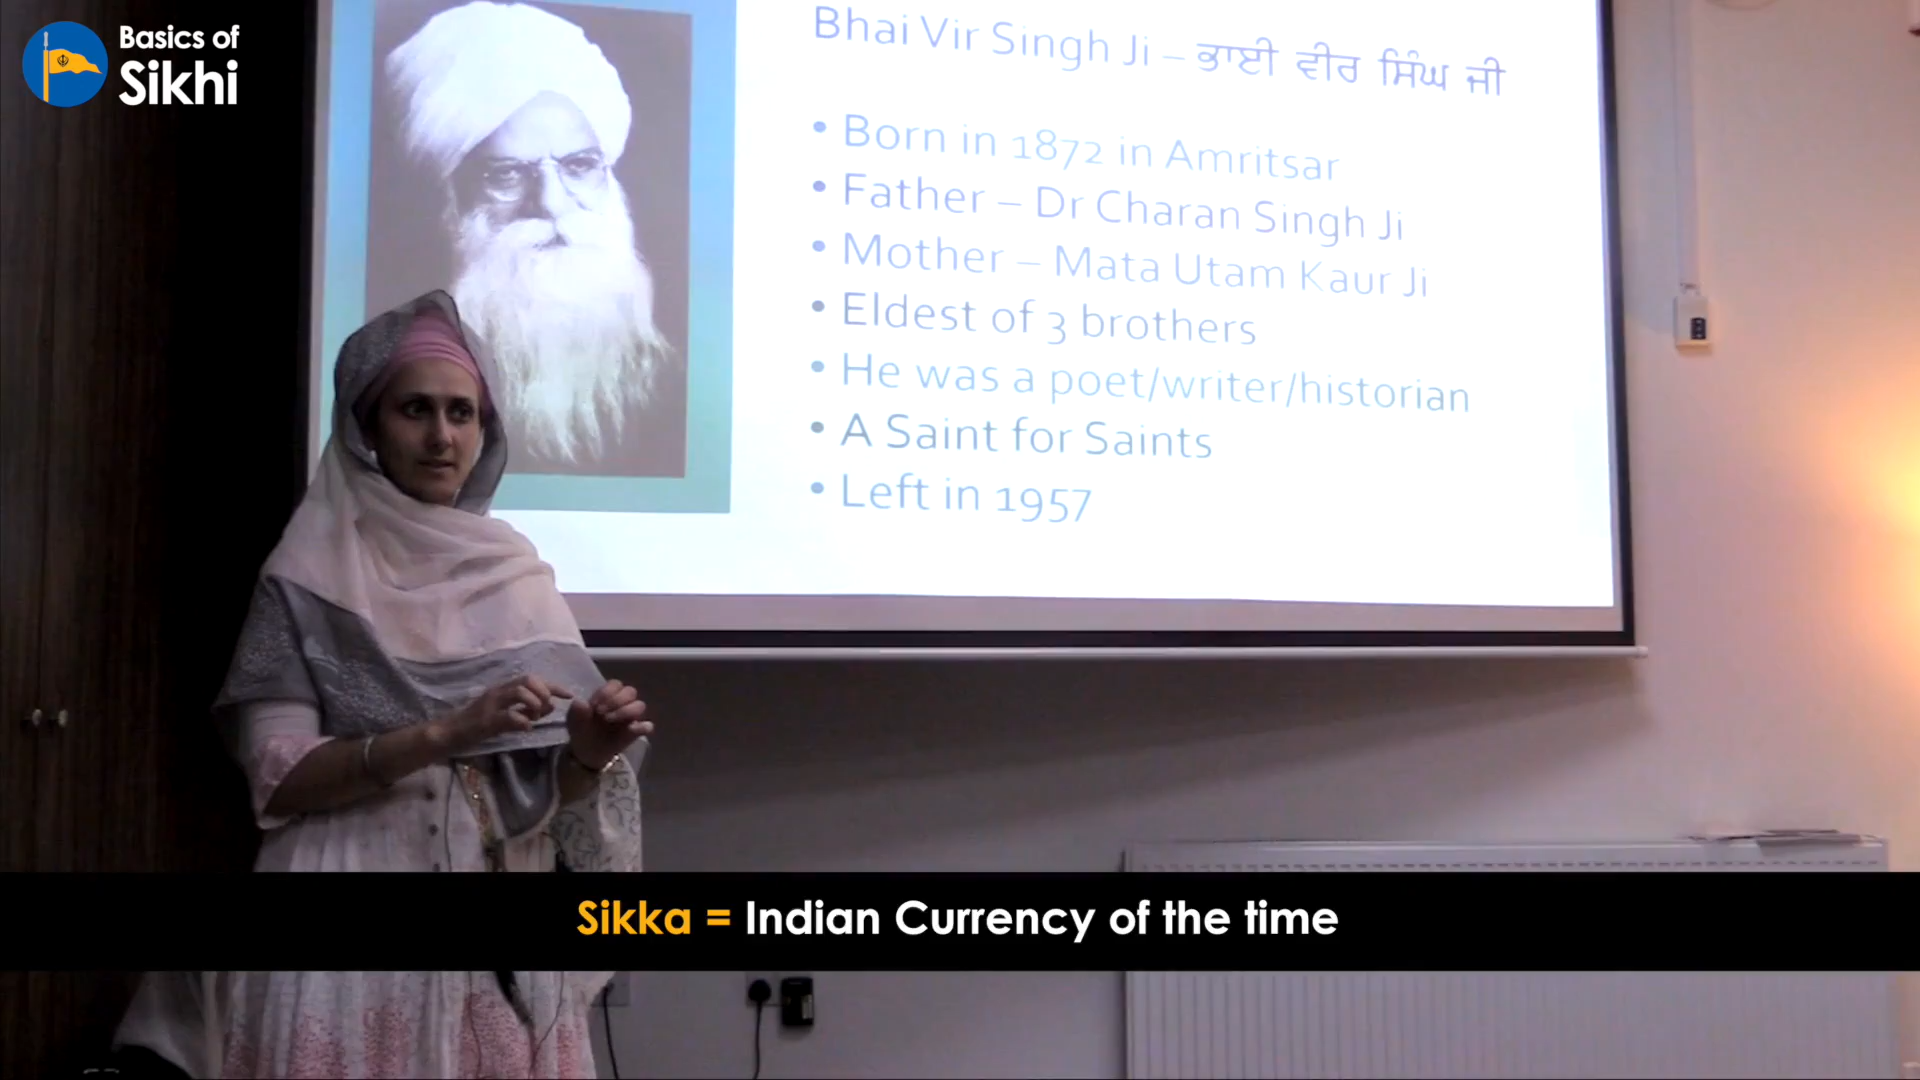 Basics of
Sikhi
Bhai Vir Singh Ji – ਭਾਈ ਵੀਰ ਸਿੰਘ ਜੀ
• Born in 1872 in Amritsar
• Father – Dr Charan Singh Ji
• Mother – Mata Utam Kaur Ji
• Eldest of 3 brothers
• He was a poet/writer/historian
• A Saint for Saints
• Left in 1957
Sikka = Indian Currency of the time